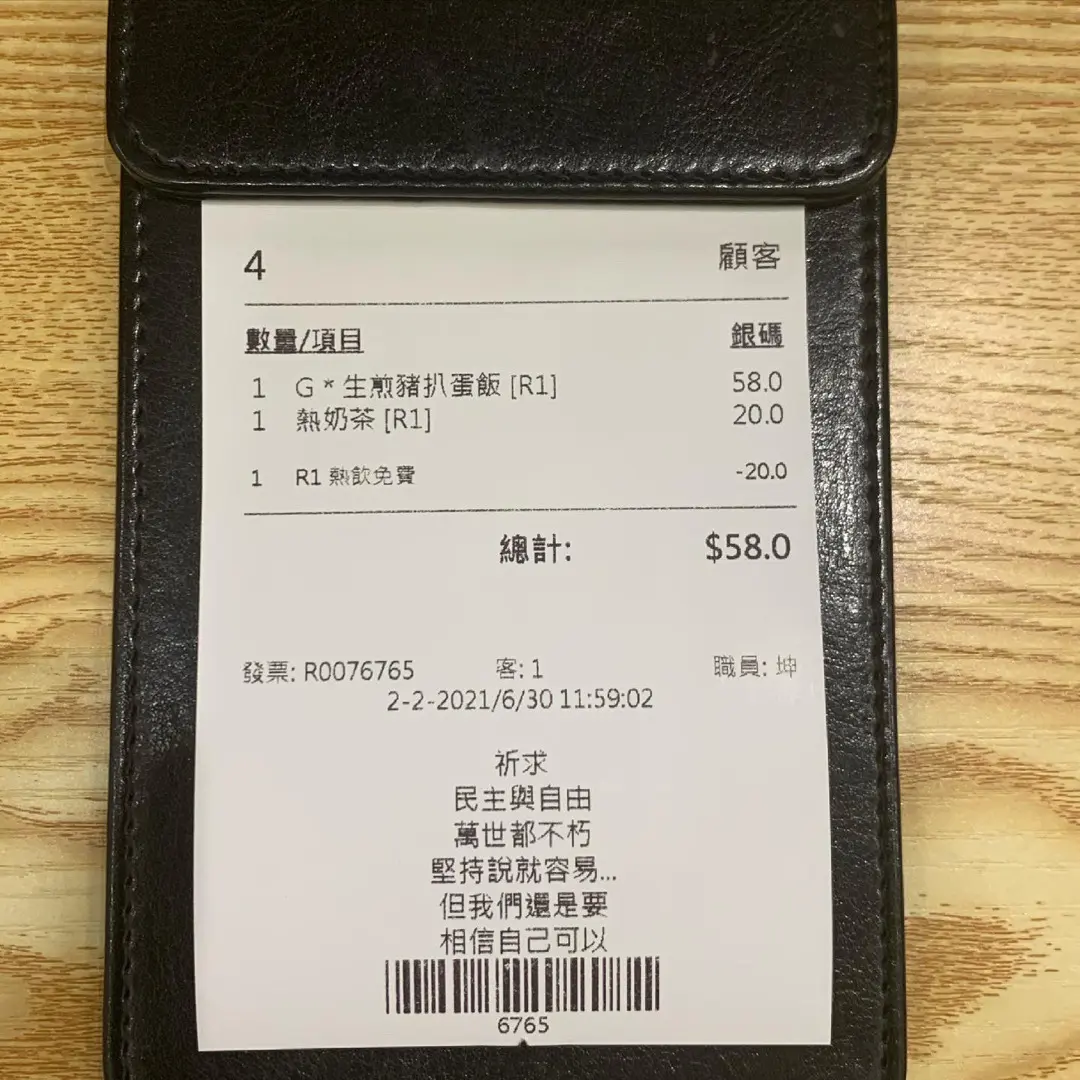 4 顧客
數量/項目 銀碼
1 G * 生煎豬扒蛋飯 [R1] 58.0
1 熱奶茶 [R1] 20.0
1 R1 熱飲免費 -20.0
總計: $58.0
發票: R0076765 客: 1 職員: 坤
2-2-2021/6/30 11:59:02
祈求
民主與自由
萬世都不朽
堅持說就容易...
但我們還是要
相信自己可以
6765